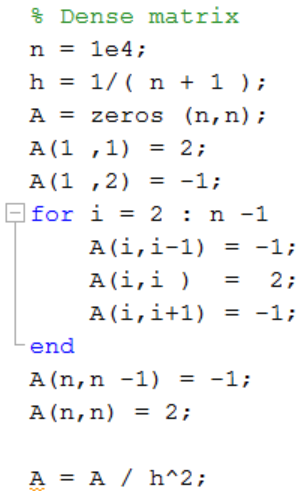 % Dense matrix
n = 1e4;
h = 1/( n + 1 );
A = zeros (n,n);
A(1 ,1) = 2;
A(1 ,2) = -1;
for i = 2 : n -1
    A(i,i-1) = -1;
    A(i,i )  =  2;
    A(i,i+1) = -1;
end
A(n,n -1) = -1;
A(n,n) = 2;

A = A / h^2;